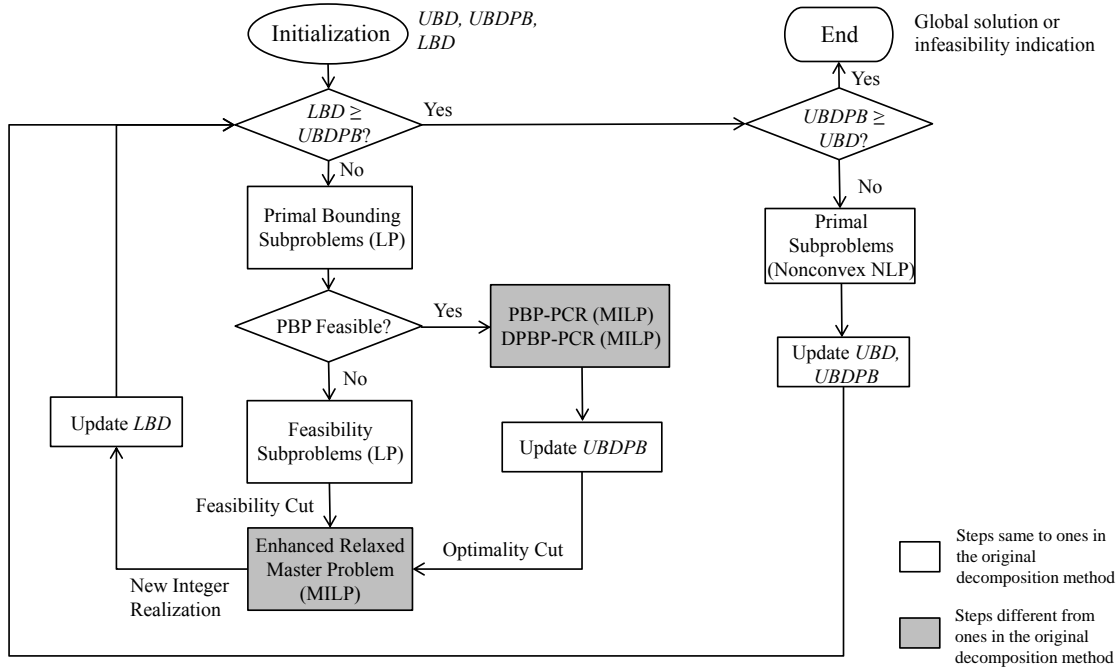 Initialization
UBD, UBDPB,
LBD
End
Global solution or
infeasibility indication
Yes
LBD ≥
UBDPB?
Yes
UBDPB ≥
UBD?
No
No
Primal Bounding
Subproblems (LP)
Primal
Subproblems
(Nonconvex NLP)
PBP Feasible?
Yes
PBP-PCR (MILP)
DPBP-PCR (MILP)
Update UBD,
UBDPB
No
Update LBD
Feasibility
Subproblems (LP)
Update UBDPB
Feasibility Cut
Enhanced Relaxed
Master Problem
(MILP)
Optimality Cut
New Integer
Realization
Steps same to ones in
the original
decomposition method
Steps different from
ones in the original
decomposition method